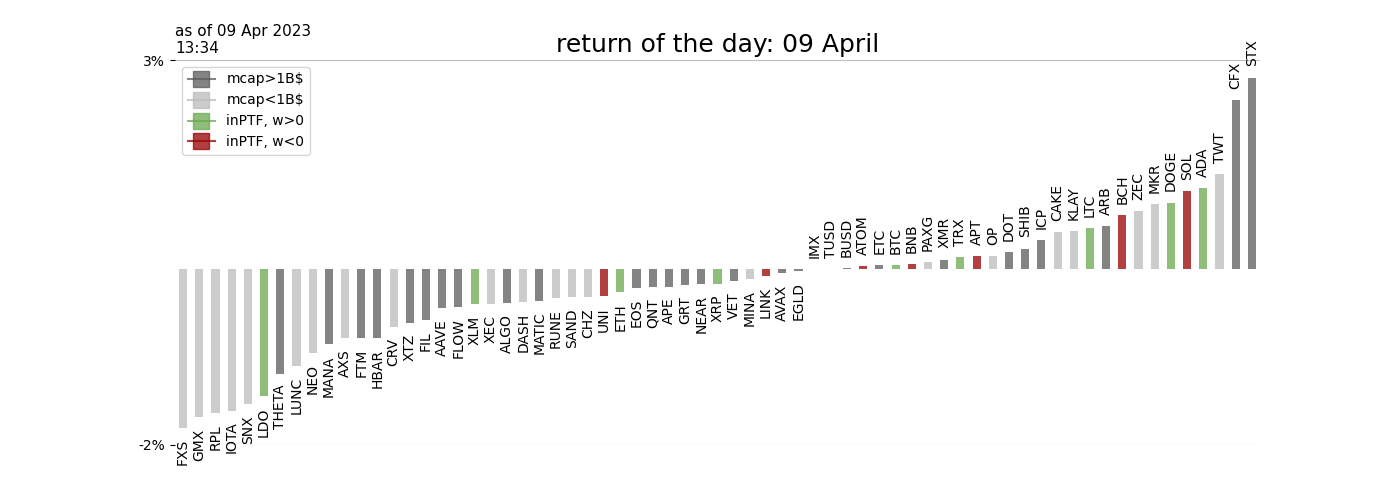 as of 09 Apr 2023
13:34
return of the day: 09 April
3%
-2%
mcap>1B$
mcap<1B$
inPTF, w>0
inPTF, w<0
FXS
GMX
RPL
IOTA
SNX
LDO
THETA
LUNC
NEO
MANA
AXS
FTM
HBAR
CRV
XTZ
FIL
AAVE
FLOW
XLM
XEC
ALGO
DASH
MATIC
RUNE
SAND
CHZ
UNI
ETH
EOS
QNT
APE
GRT
NEAR
XRP
VET
MINA
LINK
AVAX
EGLD
IMX
TUSD
BUSD
ATOM
ETC
BTC
BNB
PAXG
XMR
TRX
APT
OP
DOT
SHIB
ICP
CAKE
KLAY
LTC
ARB
BCH
ZEC
MKR
DOGE
SOL
ADA
TWT
CFX
STX